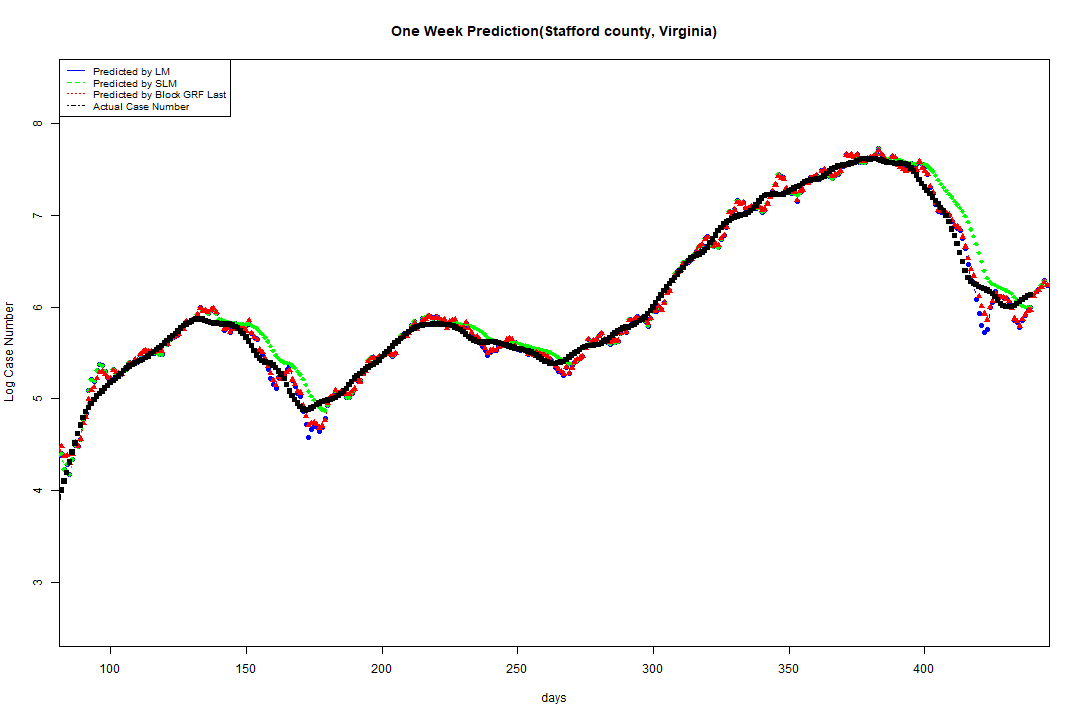 One Week Prediction(Stafford county, Virginia)
Predicted by LM
Predicted by SLM
Predicted by Block GRF Last
Actual Case Number
8
7
6
5
4
3
Log Case Number
100
150
200
250
300
350
400
days